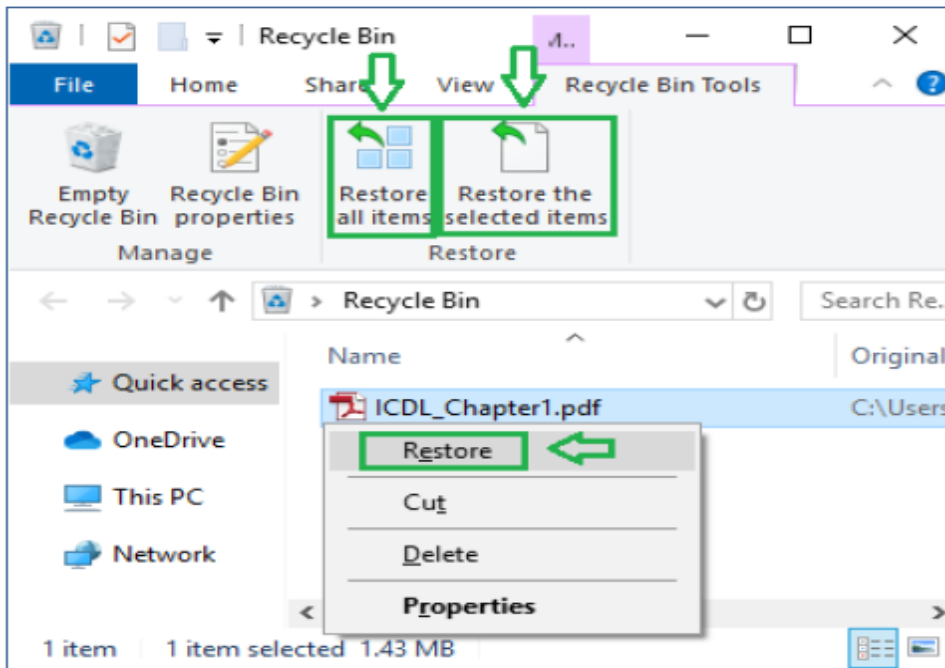 Recycle Bin
File Home Share View Recycle Bin Tools
Empty Recycle Bin Restore Restore the
Recycle Bin properties all items selected items
Manage Restore
Recycle Bin Search Re..
Name Original
Quick access
ICDL_Chapter1.pdf C:\Users
OneDrive
Restore
This PC
Cut
Network
Delete
Properties
1 item 1 item selected 1.43 MB